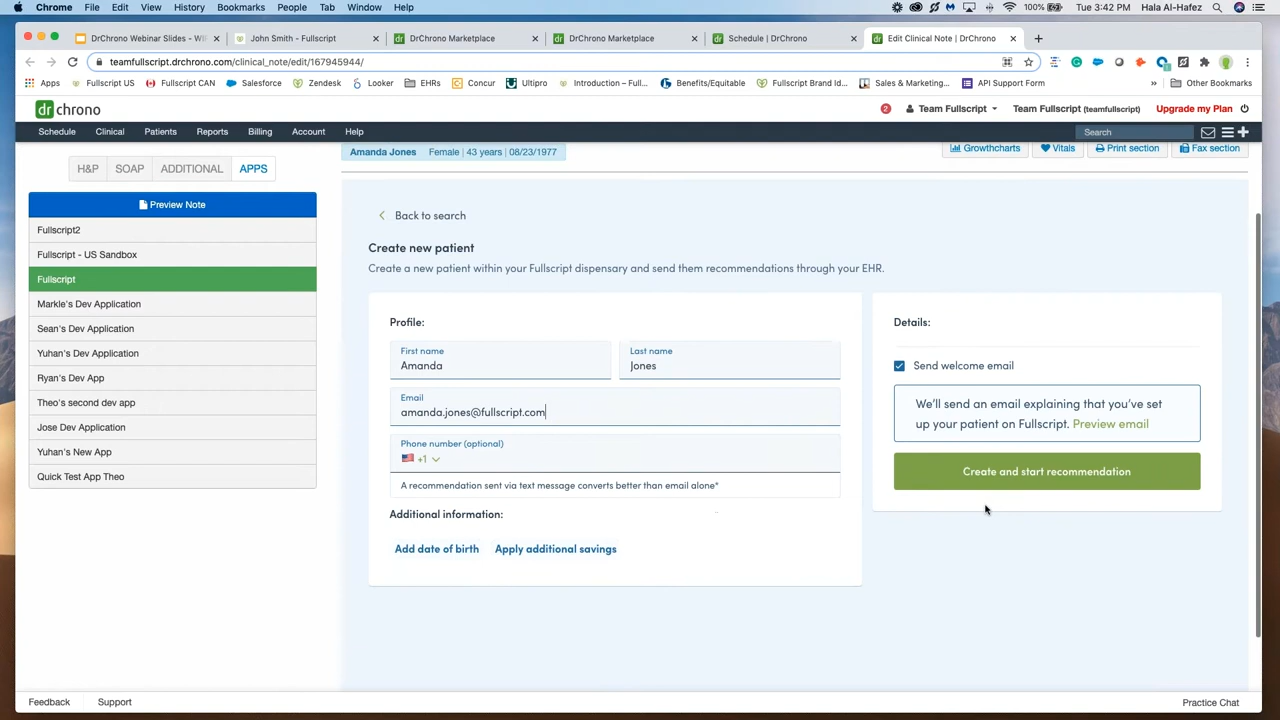 Chrome File Edit View History Bookmarks People Tab Window Help 100% Tue 3:42 PM Hala Al-Hafez
DrChrono Webinar Slides - W John Smith - Fullscript DrChrono Marketplace DrChrono Marketplace Schedule | DrChrono Edit Clinical Note | DrChrono
teamfullscript.drchrono.com/clinical_note/edit/167945944/
Apps Fullscript US Fullscript CAN Salesforce Zendesk Looker EHRs Concur Ultipro Introduction – Full... Benefits/Equitable Fullscript Brand Id... Sales & Marketing... API Support Form » Other Bookmarks
dr chrono 2 Team Fullscript Team Fullscript (teamfullscript) Upgrade my Plan
Schedule Clinical Patients Reports Billing Account Help Search
Amanda Jones Female | 43 years | 08/23/1977 Growthcharts Vitals Print section Fax section
H&P SOAP ADDITIONAL APPS
Preview Note
Fullscript2
Fullscript - US Sandbox
Fullscript
Markle's Dev Application
Sean's Dev Application
Yuhan's Dev Application
Ryan's Dev App
Theo's second dev app
Jose Dev Application
Yuhan's New App
Quick Test App Theo
Back to search
Create new patient
Create a new patient within your Fullscript dispensary and send them recommendations through your EHR.
Profile:
First name
Amanda
Last name
Jones
Email
amanda.jones@fullscript.com
Phone number (optional)
+1
A recommendation sent via text message converts better than email alone*
Additional information:
Add date of birth Apply additional savings
Details:
Send welcome email
We'll send an email explaining that you've set
up your patient on Fullscript. Preview email
Create and start recommendation
Feedback Support Practice Chat